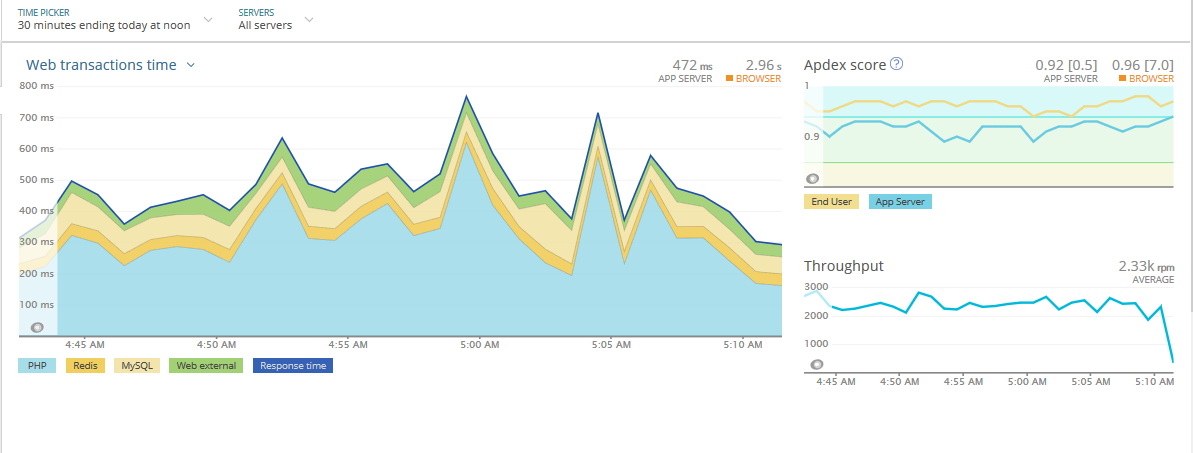 TIME PICKER
30 minutes ending today at noon
SERVERS
All servers
Web transactions time
472 ms
APP SERVER
2.96 s
BROWSER
800 ms
700 ms
600 ms
500 ms
400 ms
300 ms
200 ms
100 ms
4:45 AM
4:50 AM
4:55 AM
5:00 AM
5:05 AM
5:10 AM
PHP
Redis
MySQL
Web external
Response time
Apdex score ?
0.92 [0.5]
APP SERVER
0.96 [7.0]
BROWSER
1
0.9
End User
App Server
Throughput
2.33k rpm
AVERAGE
3000
2000
1000
4:45 AM
4:50 AM
4:55 AM
5:00 AM
5:05 AM
5:10 AM